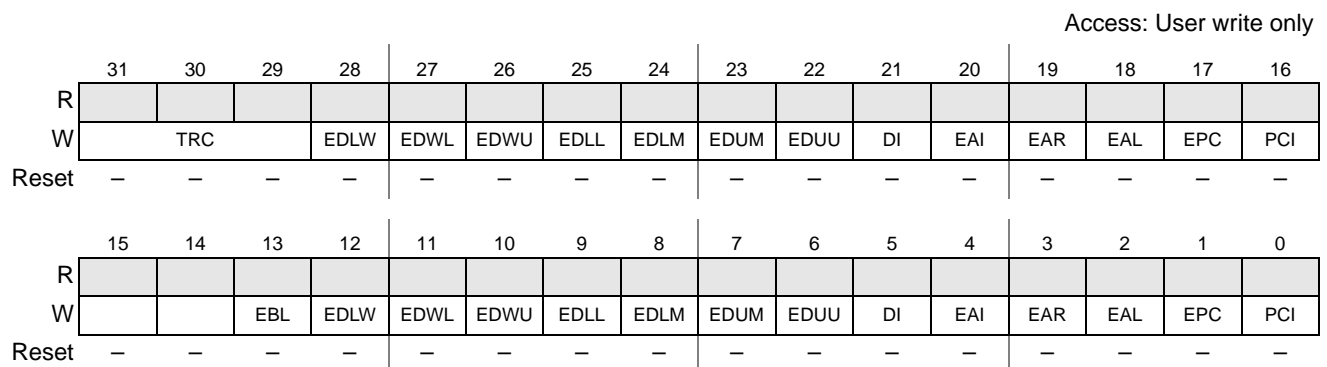 Access: User write only
31 30 29 28 27 26 25 24 23 22 21 20 19 18 17 16
R
W TRC EDLW EDWL EDWU EDLL EDLM EDUM EDUU DI EAI EAR EAL EPC PCI
Reset – – – – – – – – – – – – – – – –
15 14 13 12 11 10 9 8 7 6 5 4 3 2 1 0
R
W EBL EDLW EDWL EDWU EDLL EDLM EDUM EDUU DI EAI EAR EAL EPC PCI
Reset – – – – – – – – – – – – – – – –